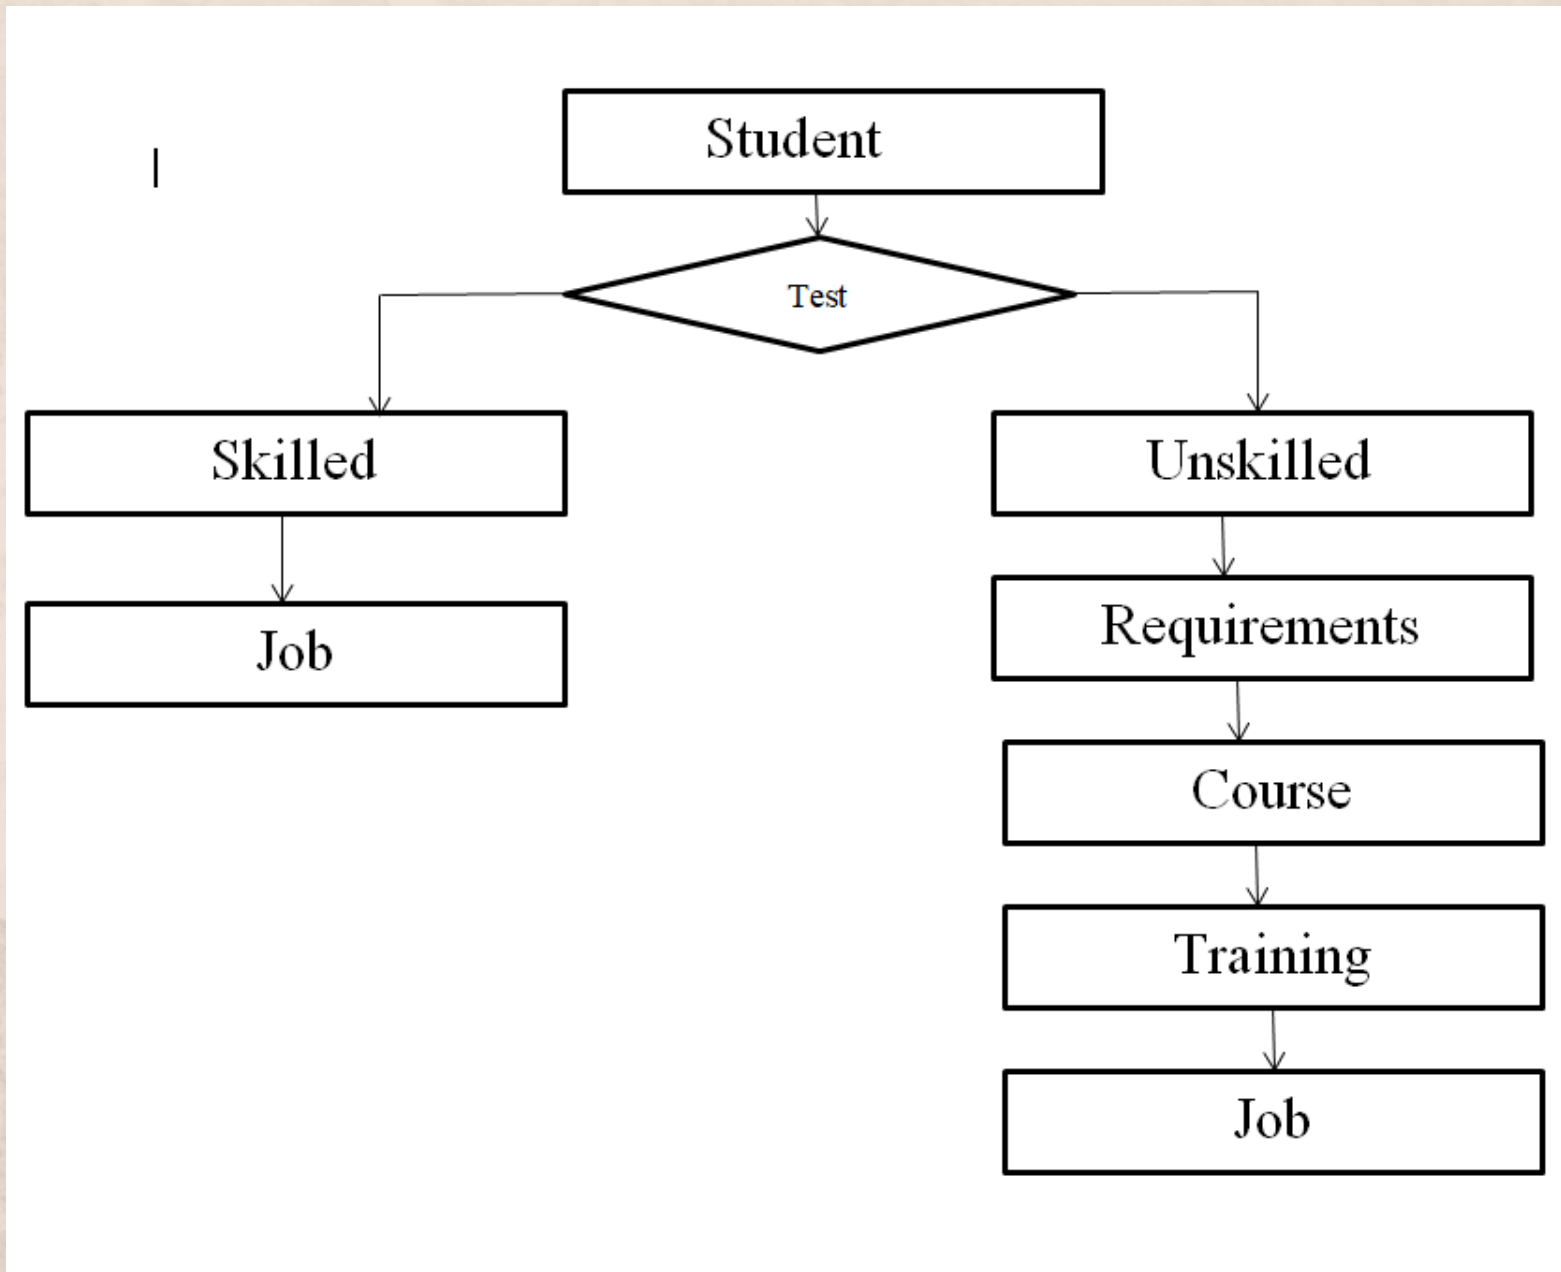 Student
Test
Skilled
Unskilled
Job
Requirements
Course
Training
Job